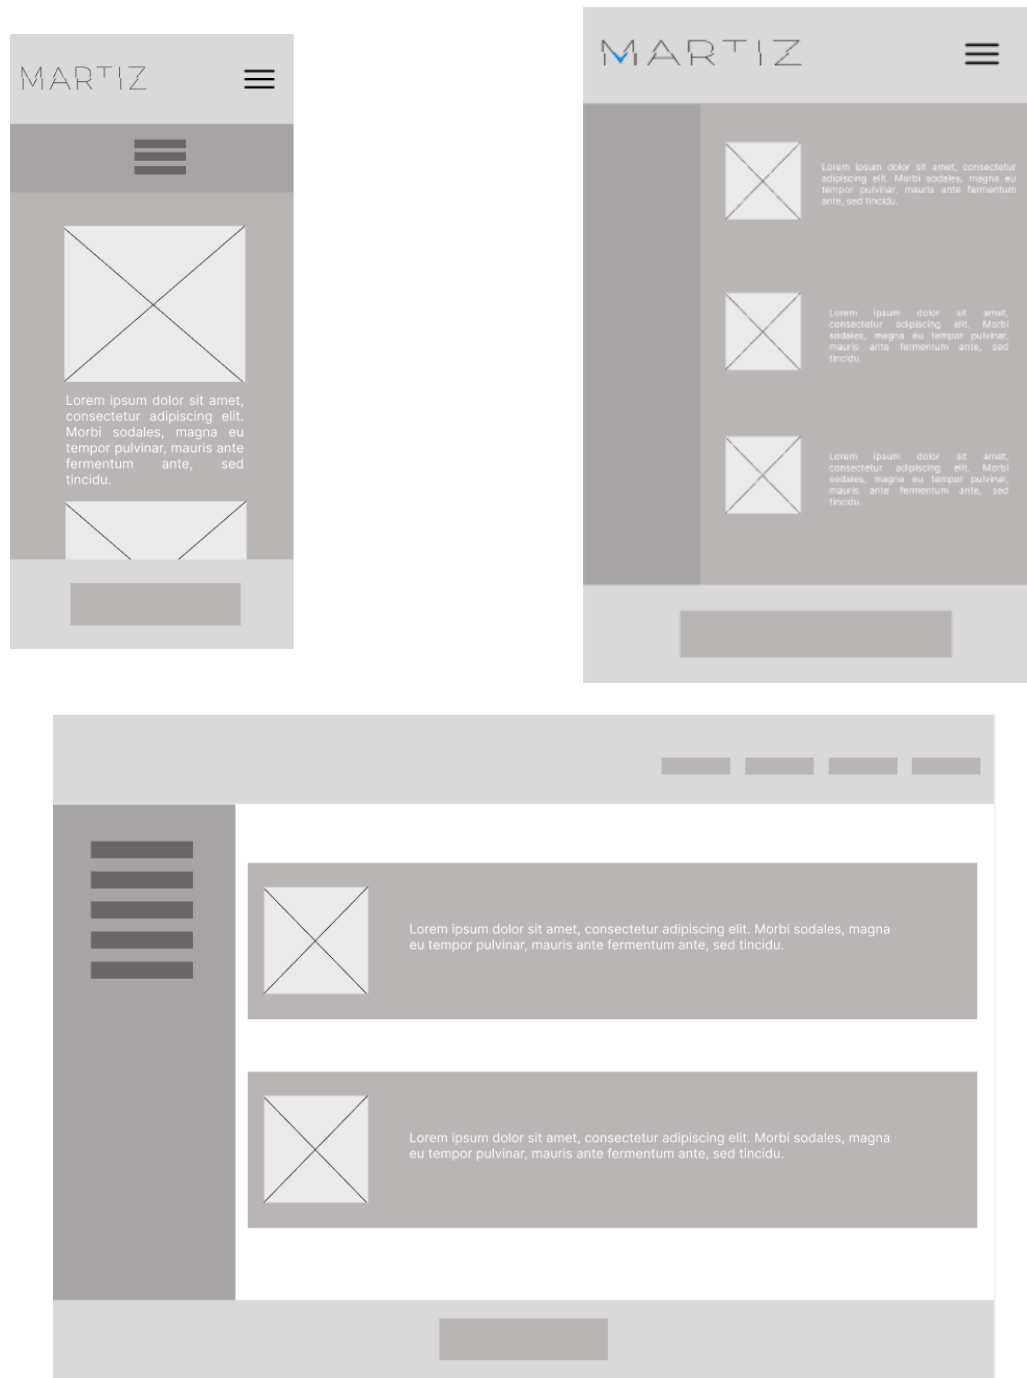 MARTIZ
Lorem ipsum dolor sit amet,
consectetur adipiscing elit.
Morbi sodales, magna eu
tempor pulvinar, mauris ante
fermentum ante, sed
tincidu.
MARTIZ
Lorem ipsum dolor sit amet, consectetur
adipiscing elit. Morbi sodales, magna eu
tempor pulvinar, mauris ante fermentum
ante, sed tincidu.
Lorem ipsum dolor sit amet,
consectetur adipiscing elit. Morbi
sodales, magna eu tempor pulvinar,
mauris ante fermentum ante, sed
tincidu.
Lorem ipsum dolor sit amet,
consectetur adipiscing elit. Morbi
sodales, magna eu tempor pulvinar,
mauris ante fermentum ante, sed
tincidu.
Lorem ipsum dolor sit amet, consectetur adipiscing elit. Morbi sodales, magna
eu tempor pulvinar, mauris ante fermentum ante, sed tincidu.
Lorem ipsum dolor sit amet, consectetur adipiscing elit. Morbi sodales, magna
eu tempor pulvinar, mauris ante fermentum ante, sed tincidu.